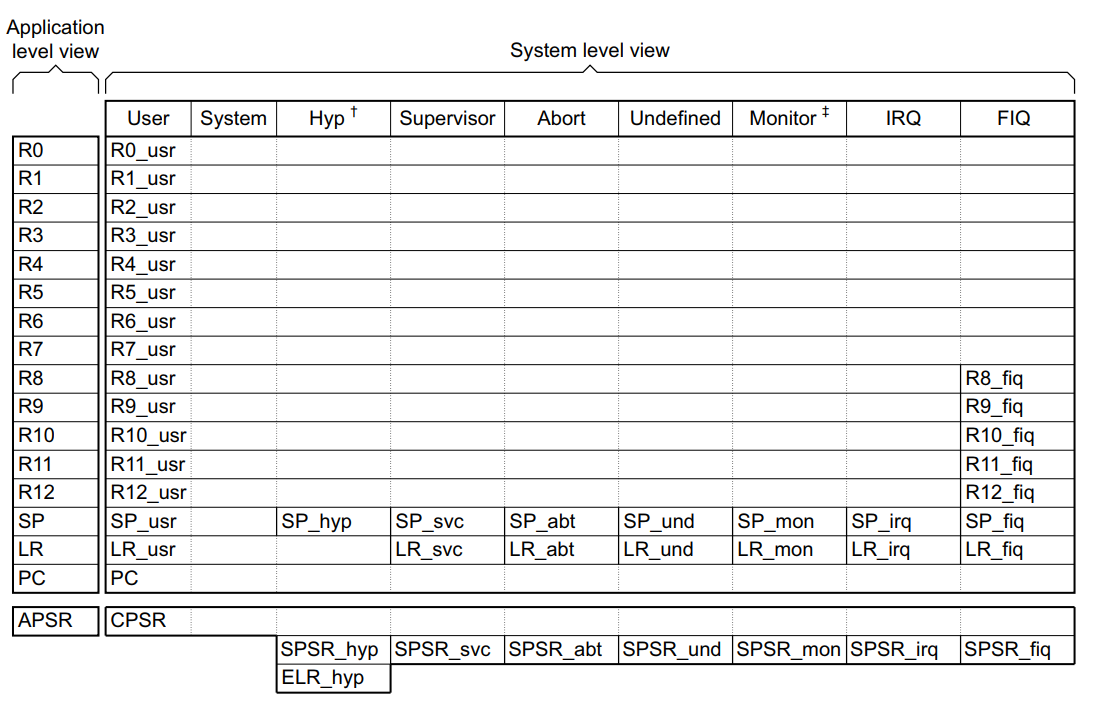 Application
level view
System level view
User System Hyp † Supervisor Abort Undefined Monitor ‡ IRQ FIQ
R0 R0_usr
R1 R1_usr
R2 R2_usr
R3 R3_usr
R4 R4_usr
R5 R5_usr
R6 R6_usr
R7 R7_usr
R8 R8_usr R8_fiq
R9 R9_usr R9_fiq
R10 R10_usr R10_fiq
R11 R11_usr R11_fiq
R12 R12_usr R12_fiq
SP SP_usr SP_hyp SP_svc SP_abt SP_und SP_mon SP_irq SP_fiq
LR LR_usr LR_svc LR_abt LR_und LR_mon LR_irq LR_fiq
PC PC
APSR CPSR
SPSR_hyp SPSR_svc SPSR_abt SPSR_und SPSR_mon SPSR_irq SPSR_fiq
ELR_hyp